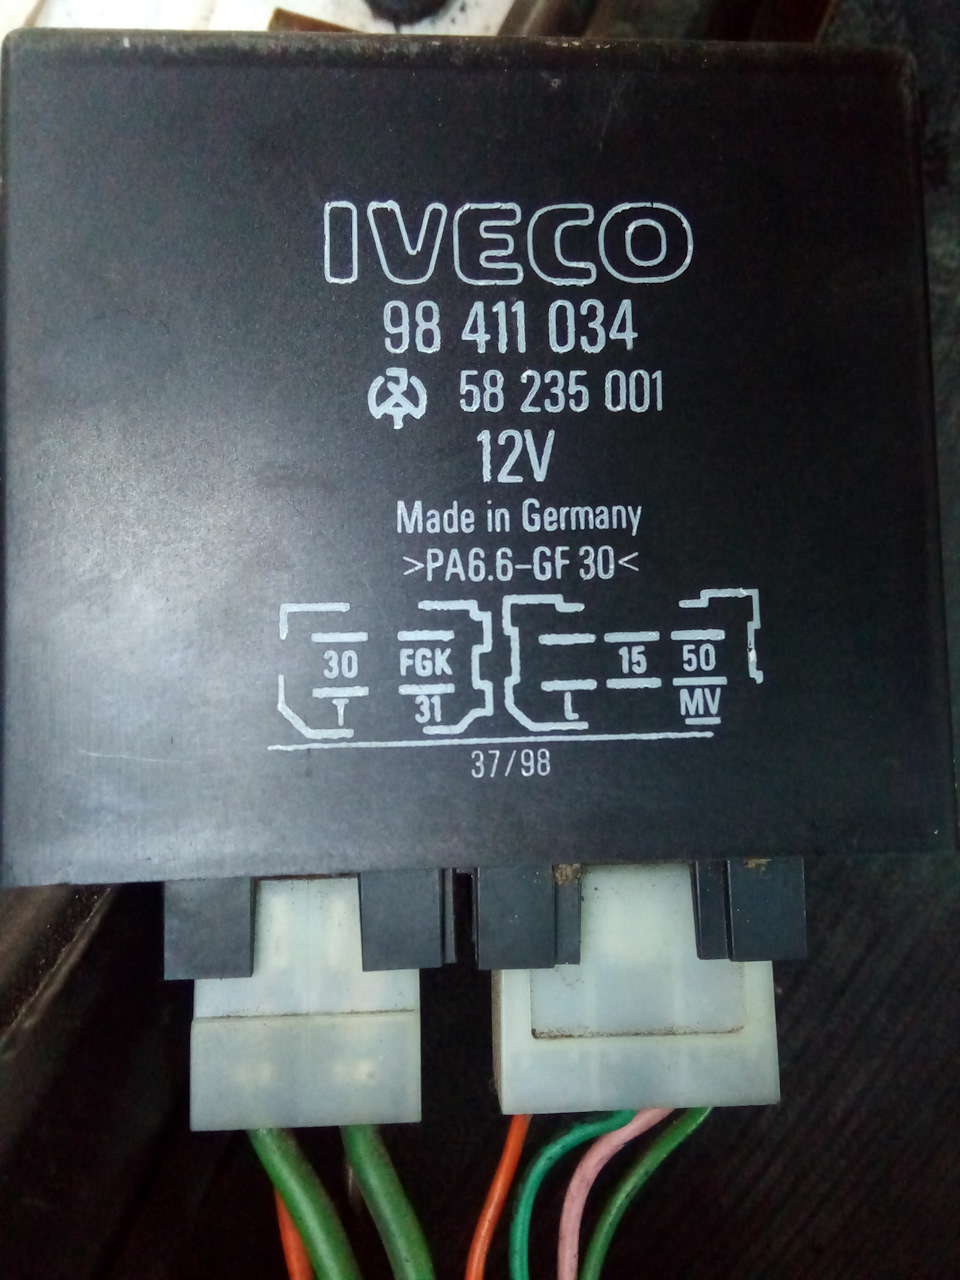 IVECO
98 411 034
58 235 001
12V
Made in Germany
>PA6.6-GF 30<
30 FGK 15 50
T 31 L MV
37/98